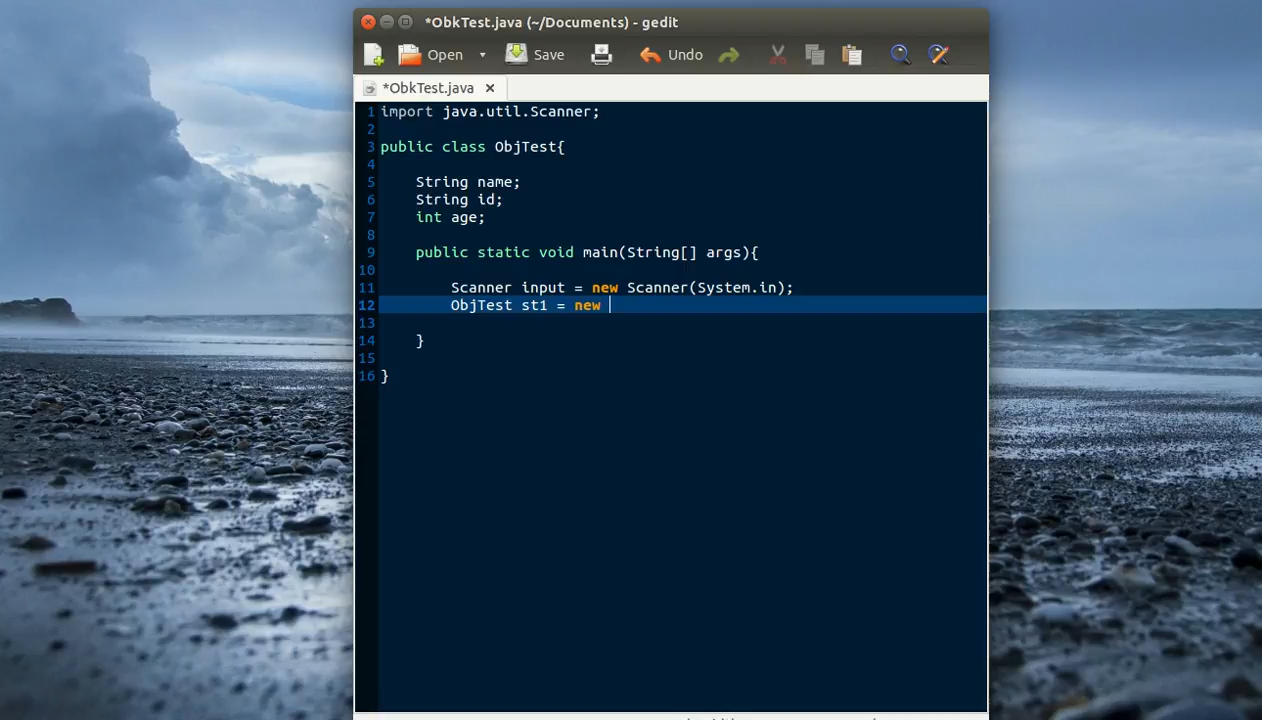 *ObkTest.java (~/Documents) - gedit
Open Save Undo
*ObkTest.java
1 import java.util.Scanner;
2
3 public class ObjTest{
4
5 String name;
6 String id;
7 int age;
8
9 public static void main(String[] args){
10
11 Scanner input = new Scanner(System.in);
12 ObjTest st1 = new
13
14 }
15
16 }